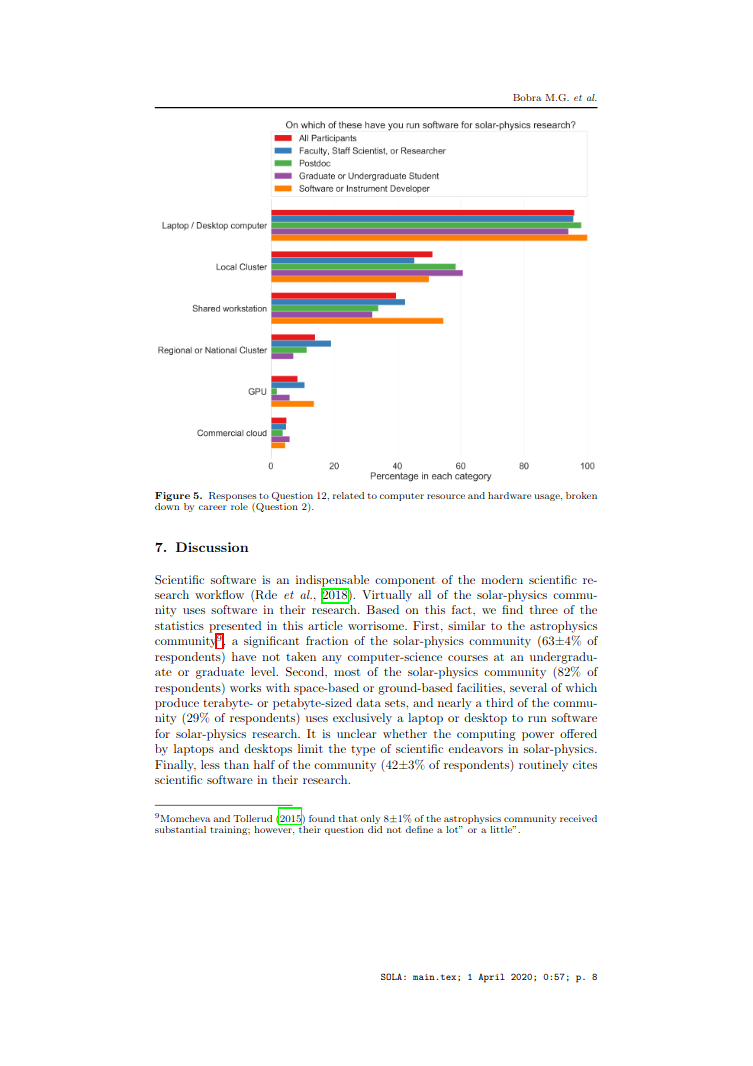 Bobra M.G. et al.
On which of these have you run software for solar-physics research?
All Participants
Faculty, Staff Scientist, or Researcher
Postdoc
Graduate or Undergraduate Student
Software or Instrument Developer
Laptop / Desktop computer
Local Cluster
Shared workstation
Regional or National Cluster
GPU
Commercial cloud
0 20 40 60 80 100
Percentage in each category
Figure 5. Responses to Question 12, related to computer resource and hardware usage, broken
down by career role (Question 2).
7. Discussion
Scientific software is an indispensable component of the modern scientific re-
search workflow (Rde et al., 2018). Virtually all of the solar-physics commu-
nity uses software in their research. Based on this fact, we find three of the
statistics presented in this article worrisome. First, similar to the astrophysics
community9, a significant fraction of the solar-physics community (63±4% of
respondents) have not taken any computer-science courses at an undergradu-
ate or graduate level. Second, most of the solar-physics community (82% of
respondents) works with space-based or ground-based facilities, several of which
produce terabyte- or petabyte-sized data sets, and nearly a third of the commu-
nity (29% of respondents) uses exclusively a laptop or desktop to run software
for solar-physics research. It is unclear whether the computing power offered
by laptops and desktops limit the type of scientific endeavors in solar-physics.
Finally, less than half of the community (42±3% of respondents) routinely cites
scientific software in their research.
9Momcheva and Tollerud (2015) found that only 8±1% of the astrophysics community received
substantial training; however, their question did not define a lot" or a little".
SOLA: main.tex; 1 April 2020; 0:57; p. 8